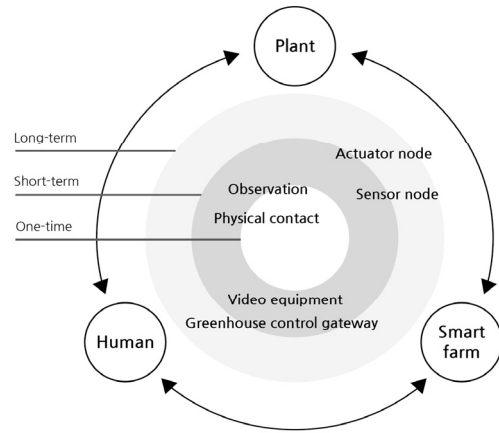 Plant
Long-term
Actuator node
Short-term
Observation
Sensor node
Physical contact
One-time
Video equipment
Greenhouse control gateway
Human
Smart
farm